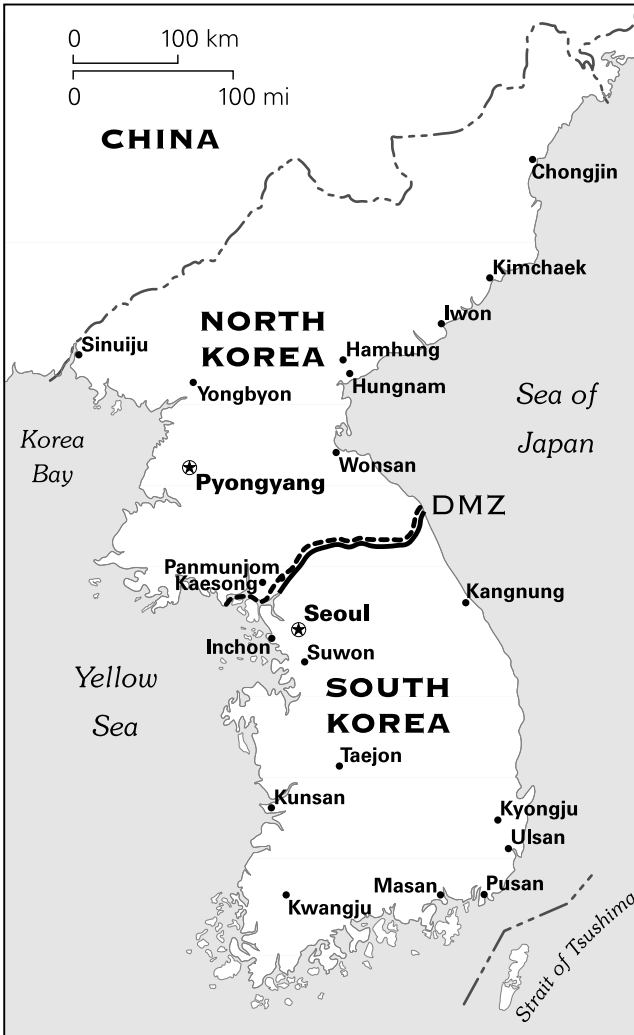 0 100 km
0 100 mi
CHINA
Chongjin
Kimchaek
Iwon
NORTH
KOREA
Sinuiju
Hamhung
Hungnam
Yongbyon
Sea of
Japan
Korea
Bay
Wonsan
Pyongyang
DMZ
Panmunjom
Kaesong
Kangnung
Seoul
Inchon
Suwon
Yellow
Sea
SOUTH
KOREA
Taejon
Kunsan
Kyongju
Ulsan
Masan
Pusan
Kwangju
Strait of Tsushima